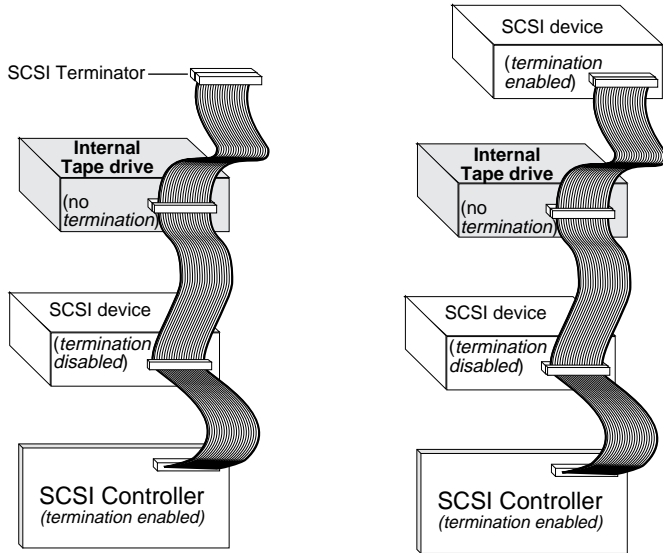 SCSI Terminator
Internal
Tape drive
(no
termination)
SCSI device
(termination
disabled)
SCSI Controller
(termination enabled)
SCSI device
(termination
enabled)
Internal
Tape drive
(no
termination)
SCSI device
(termination
disabled)
SCSI Controller
(termination enabled)